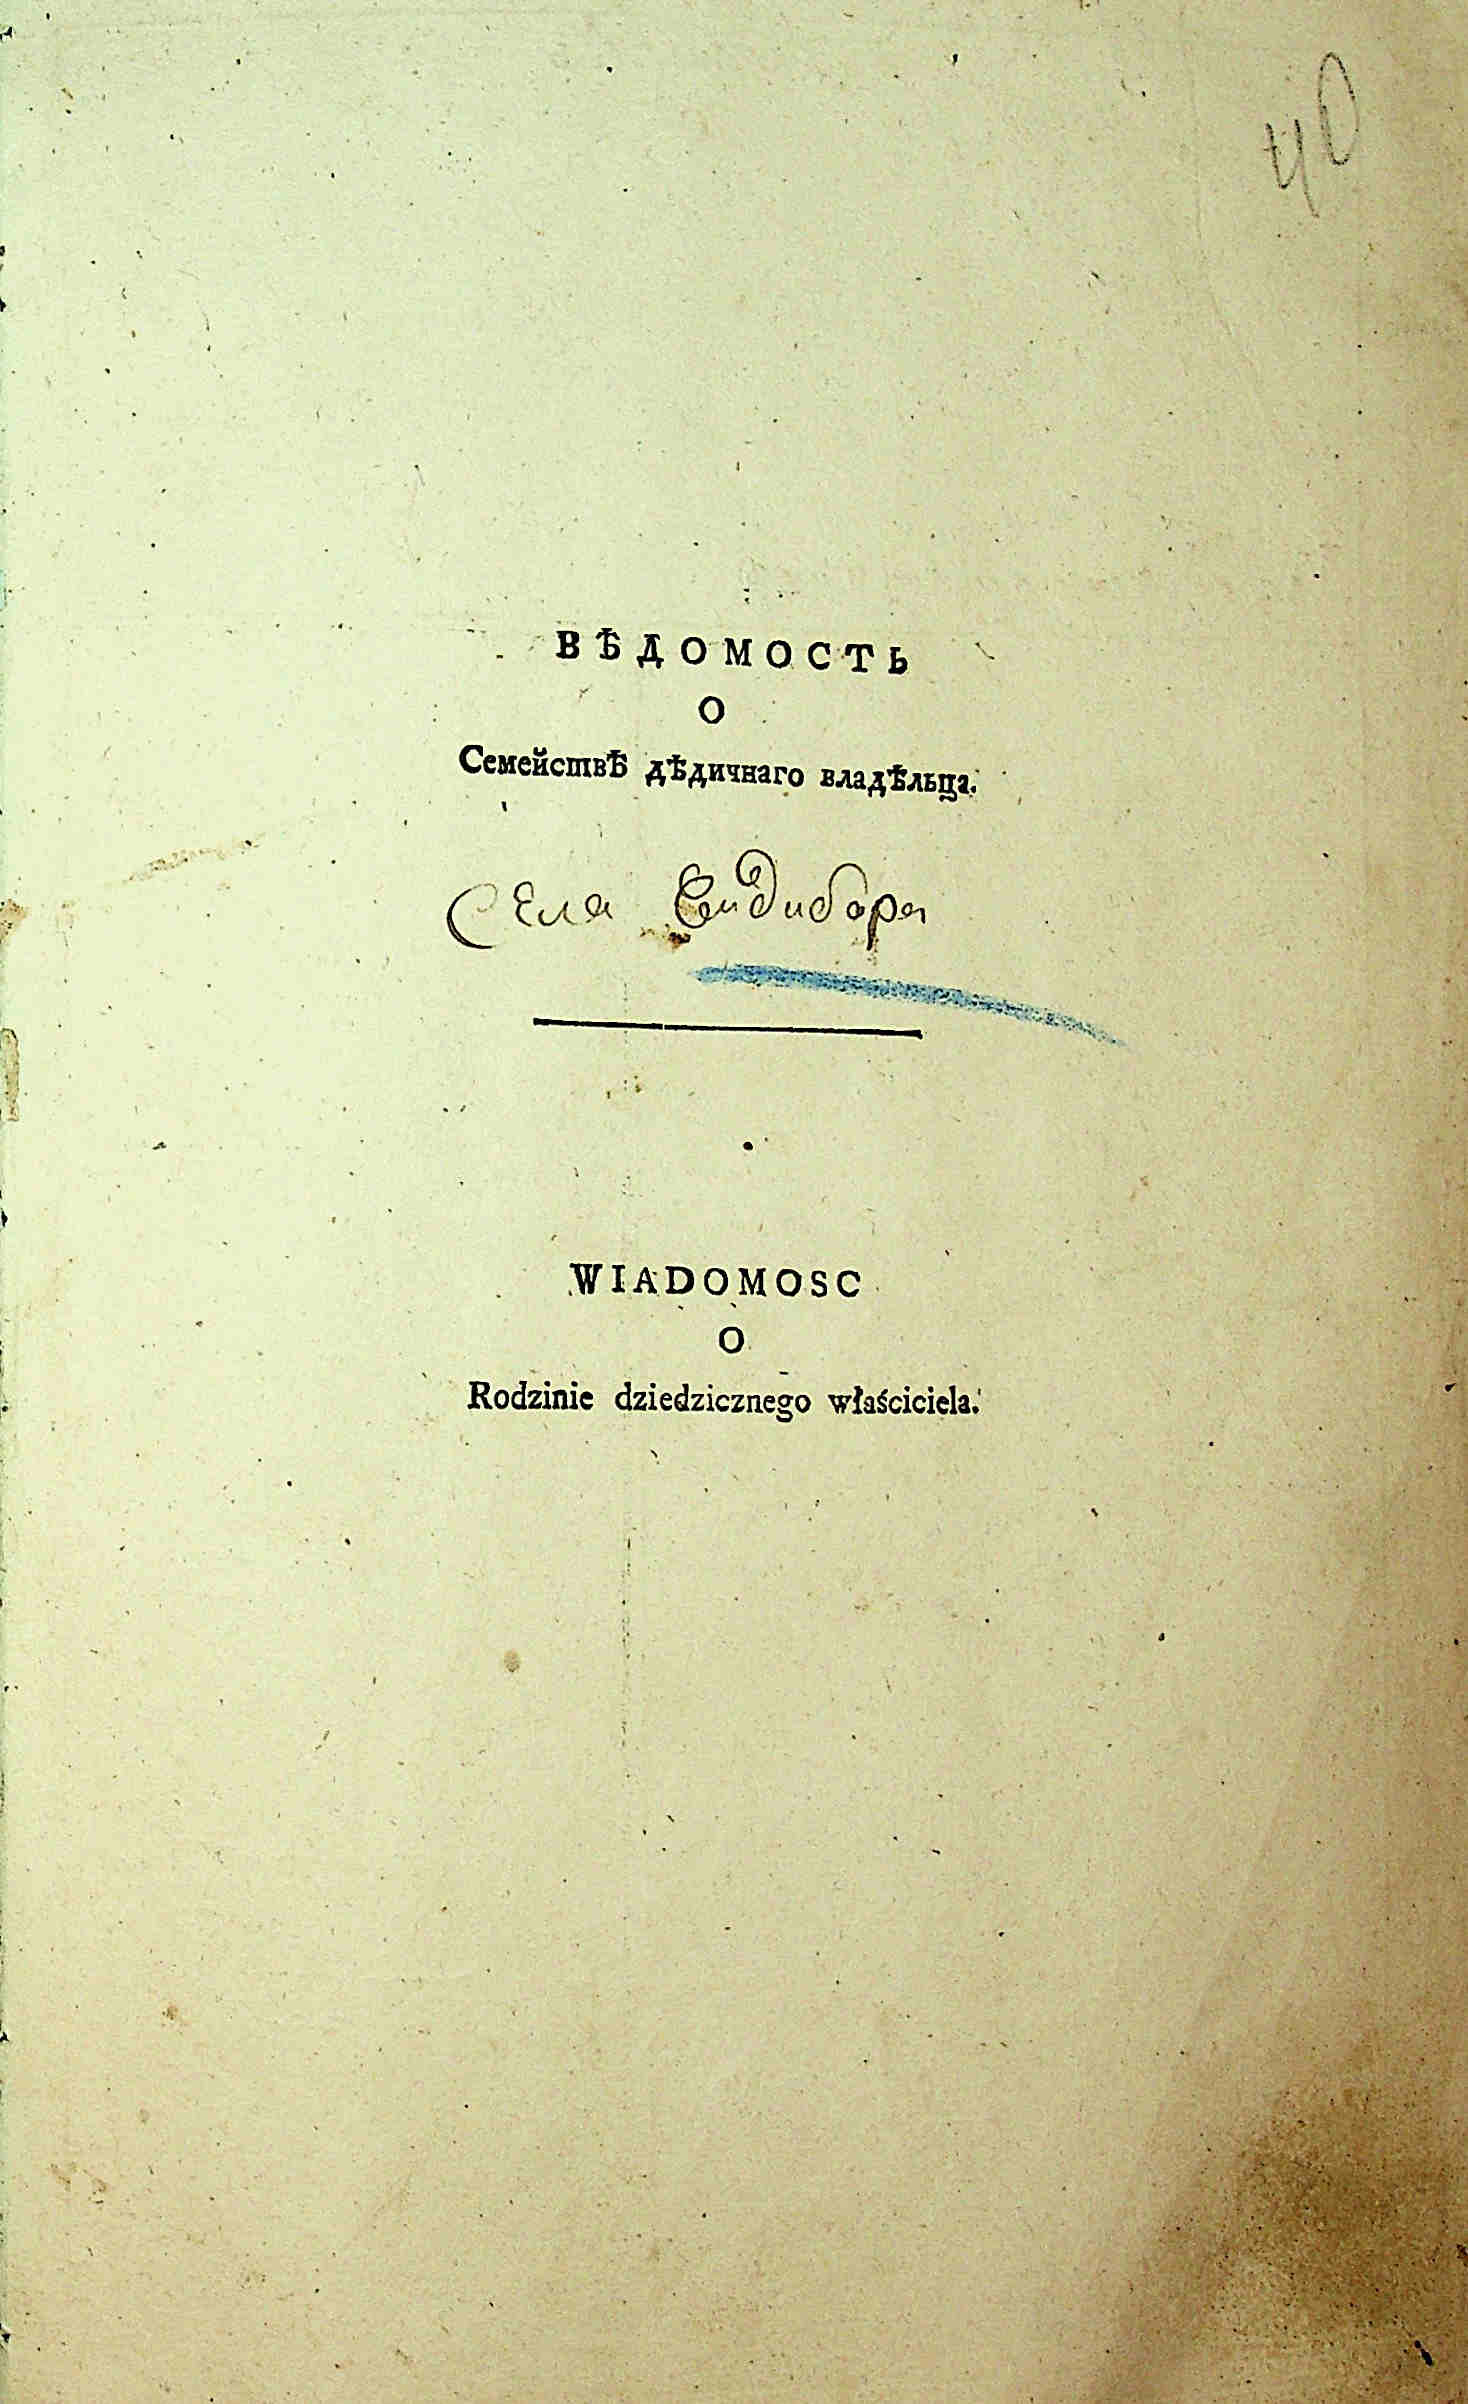 40
ВѢДОМОСТЬ
О
Семействѣ дѣдичнаго владѣльца.
Села
WIADOMOSC
O
Rodzinie dziedzicznego właściciela.